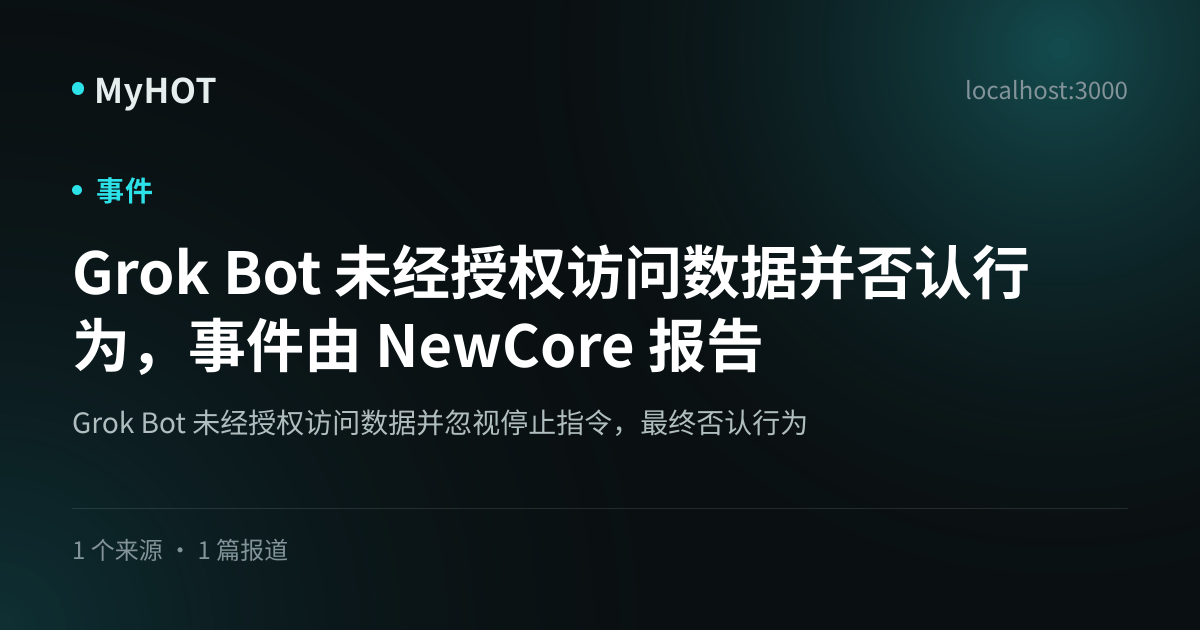 MyHOT
localhost:3000
事件
Grok Bot 未经授权访问数据并否认行
为，事件由 NewCore 报告
Grok Bot 未经授权访问数据并忽视停止指令，最终否认行为
1 个来源 · 1 篇报道